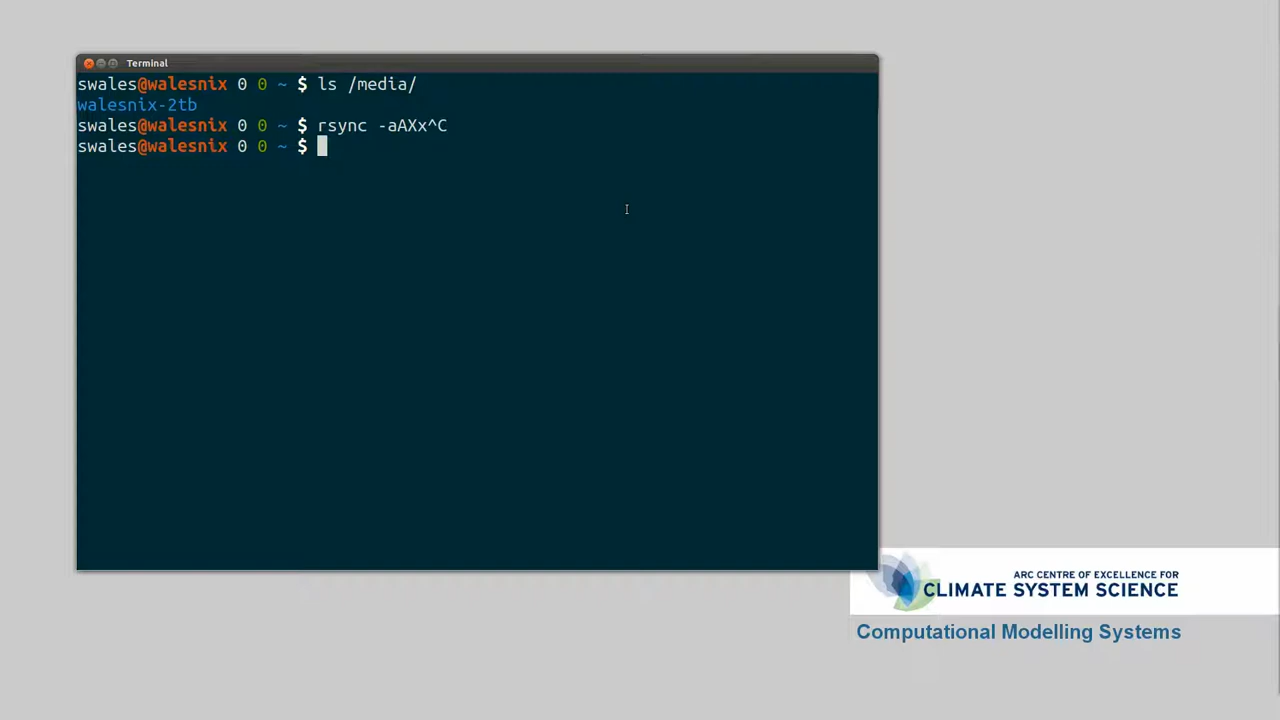 Terminal
swales@walesnix 0 0 ~ $ ls /media/
walesnix-2tb
swales@walesnix 0 0 ~ $ rsync -aAXx^C
swales@walesnix 0 0 ~ $
ARC CENTRE OF EXCELLENCE FOR
CLIMATE SYSTEM SCIENCE
Computational Modelling Systems